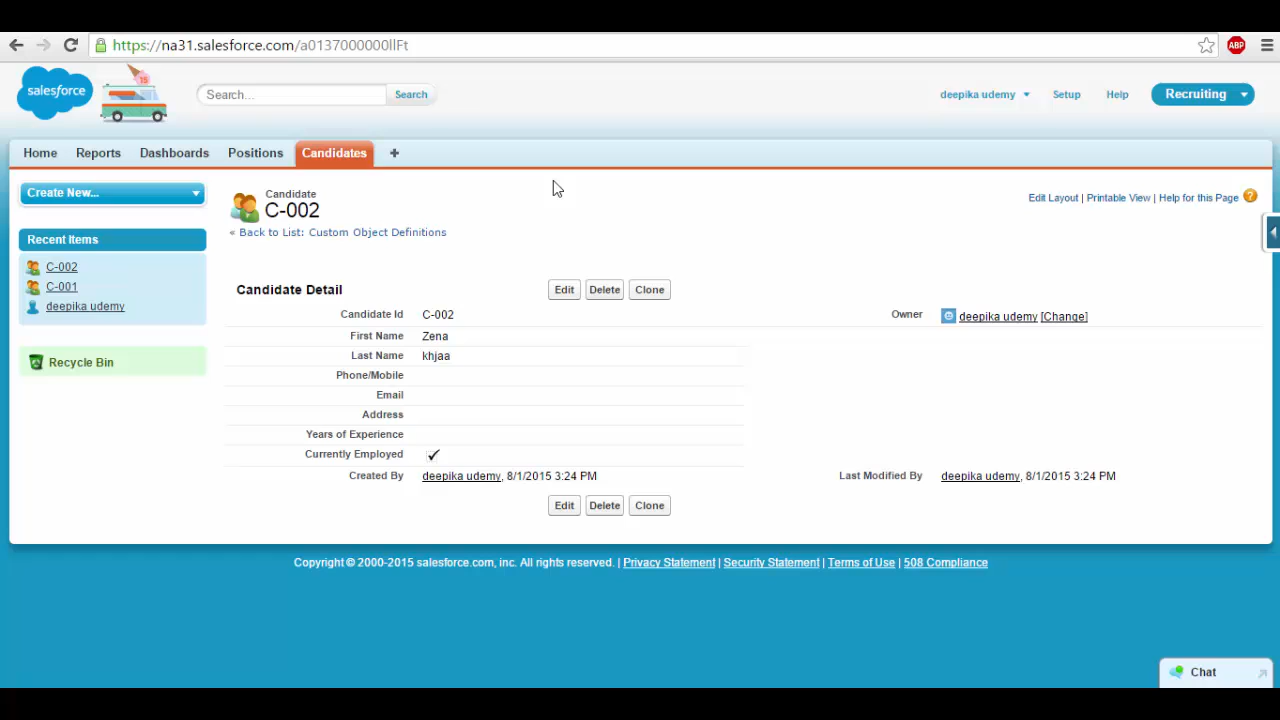 https://na31.salesforce.com/a0137000000llFt
ABP
salesforce
15
Search...
Search
deepika udemy
Setup
Help
Recruiting
Home
Reports
Dashboards
Positions
Candidates
Create New...
Recent Items
C-002
C-001
deepika udemy
Recycle Bin
Candidate
C-002
« Back to List: Custom Object Definitions
Edit Layout | Printable View | Help for this Page ?
Candidate Detail
Edit Delete Clone
Candidate Id C-002 Owner deepika udemy [Change]
First Name Zena
Last Name khjaa
Phone/Mobile
Email
Address
Years of Experience
Currently Employed
Created By deepika udemy, 8/1/2015 3:24 PM Last Modified By deepika udemy, 8/1/2015 3:24 PM
Edit Delete Clone
Copyright © 2000-2015 salesforce.com, inc. All rights reserved. | Privacy Statement | Security Statement | Terms of Use | 508 Compliance
Chat